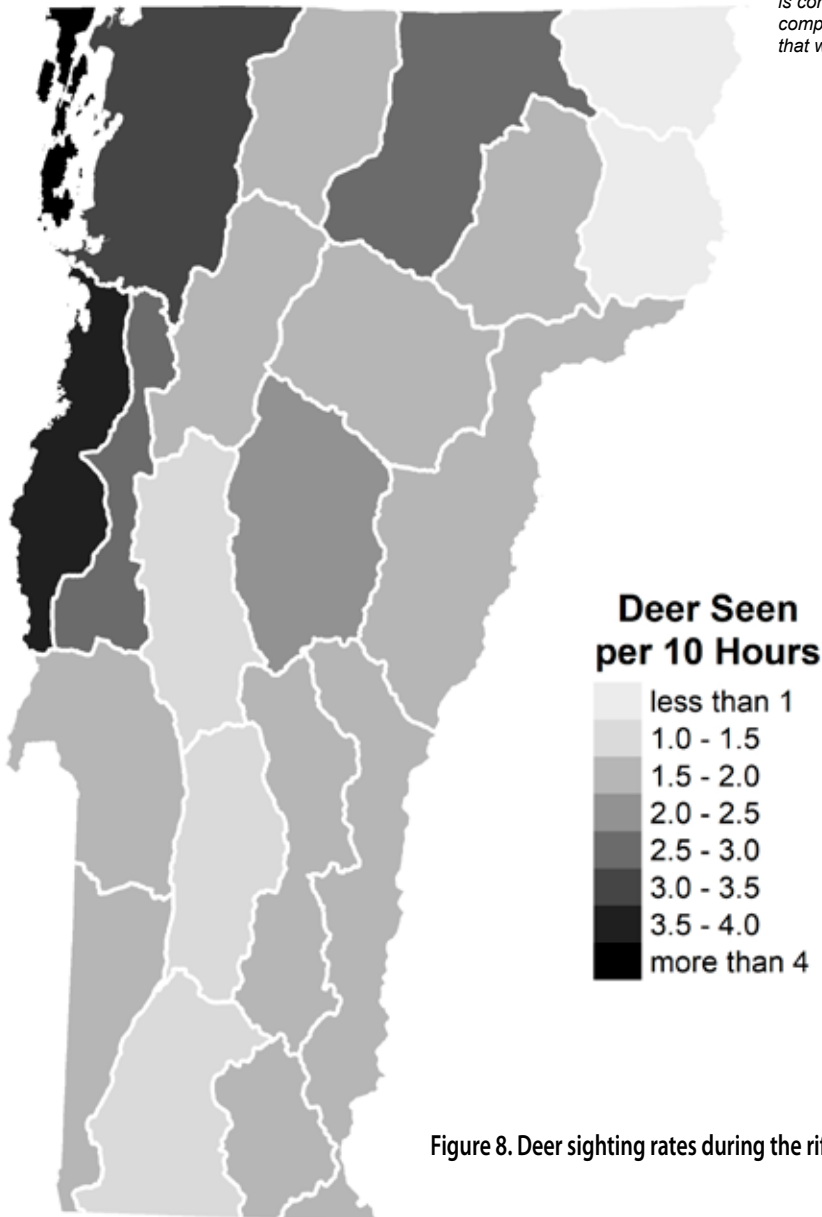 that w
Deer Seen
per 10 Hours
less than 1
1.0 - 1.5
1.5 - 2.0
2.0 - 2.5
2.5 - 3.0
3.0 - 3.5
3.5 - 4.0
more than 4
Figure 8. Deer sighting rates during the